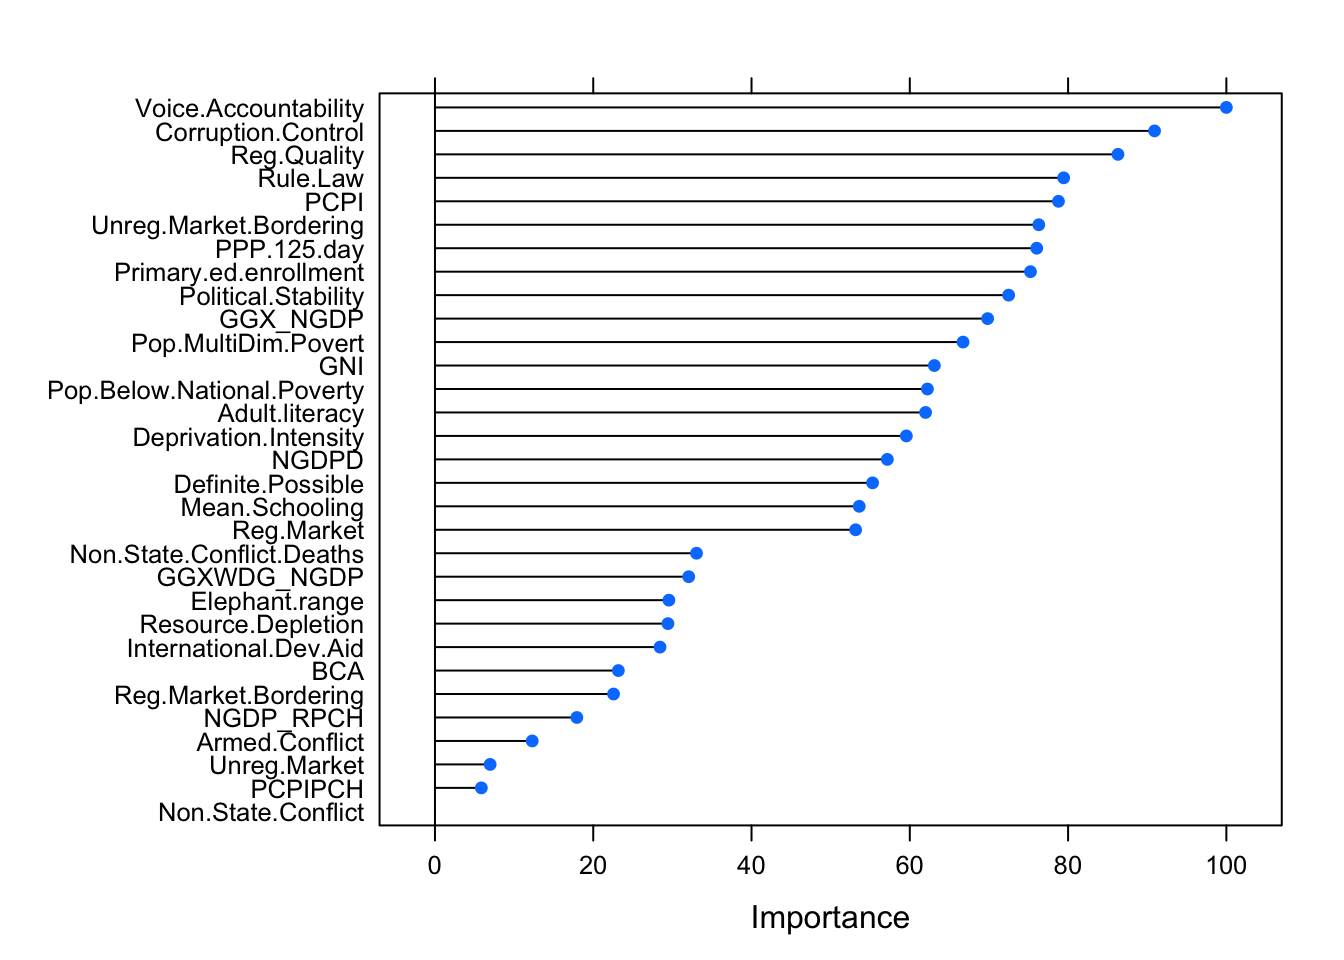 Voice.Accountability
Corruption.Control
Reg.Quality
Rule.Law
PCPI
Unreg.Market.Bordering
PPP.125.day
Primary.ed.enrollment
Political.Stability
GGX_NGDP
Pop.MultiDim.Povert
GNI
Pop.Below.National.Poverty
Adult.literacy
Deprivation.Intensity
NGDPD
Definite.Possible
Mean.Schooling
Reg.Market
Non.State.Conflict.Deaths
GGXWDG_NGDP
Elephant.range
Resource.Depletion
International.Dev.Aid
BCA
Reg.Market.Bordering
NGDP_RPCH
Armed.Conflict
Unreg.Market
PCPIPCH
Non.State.Conflict
0 20 40 60 80 100
Importance